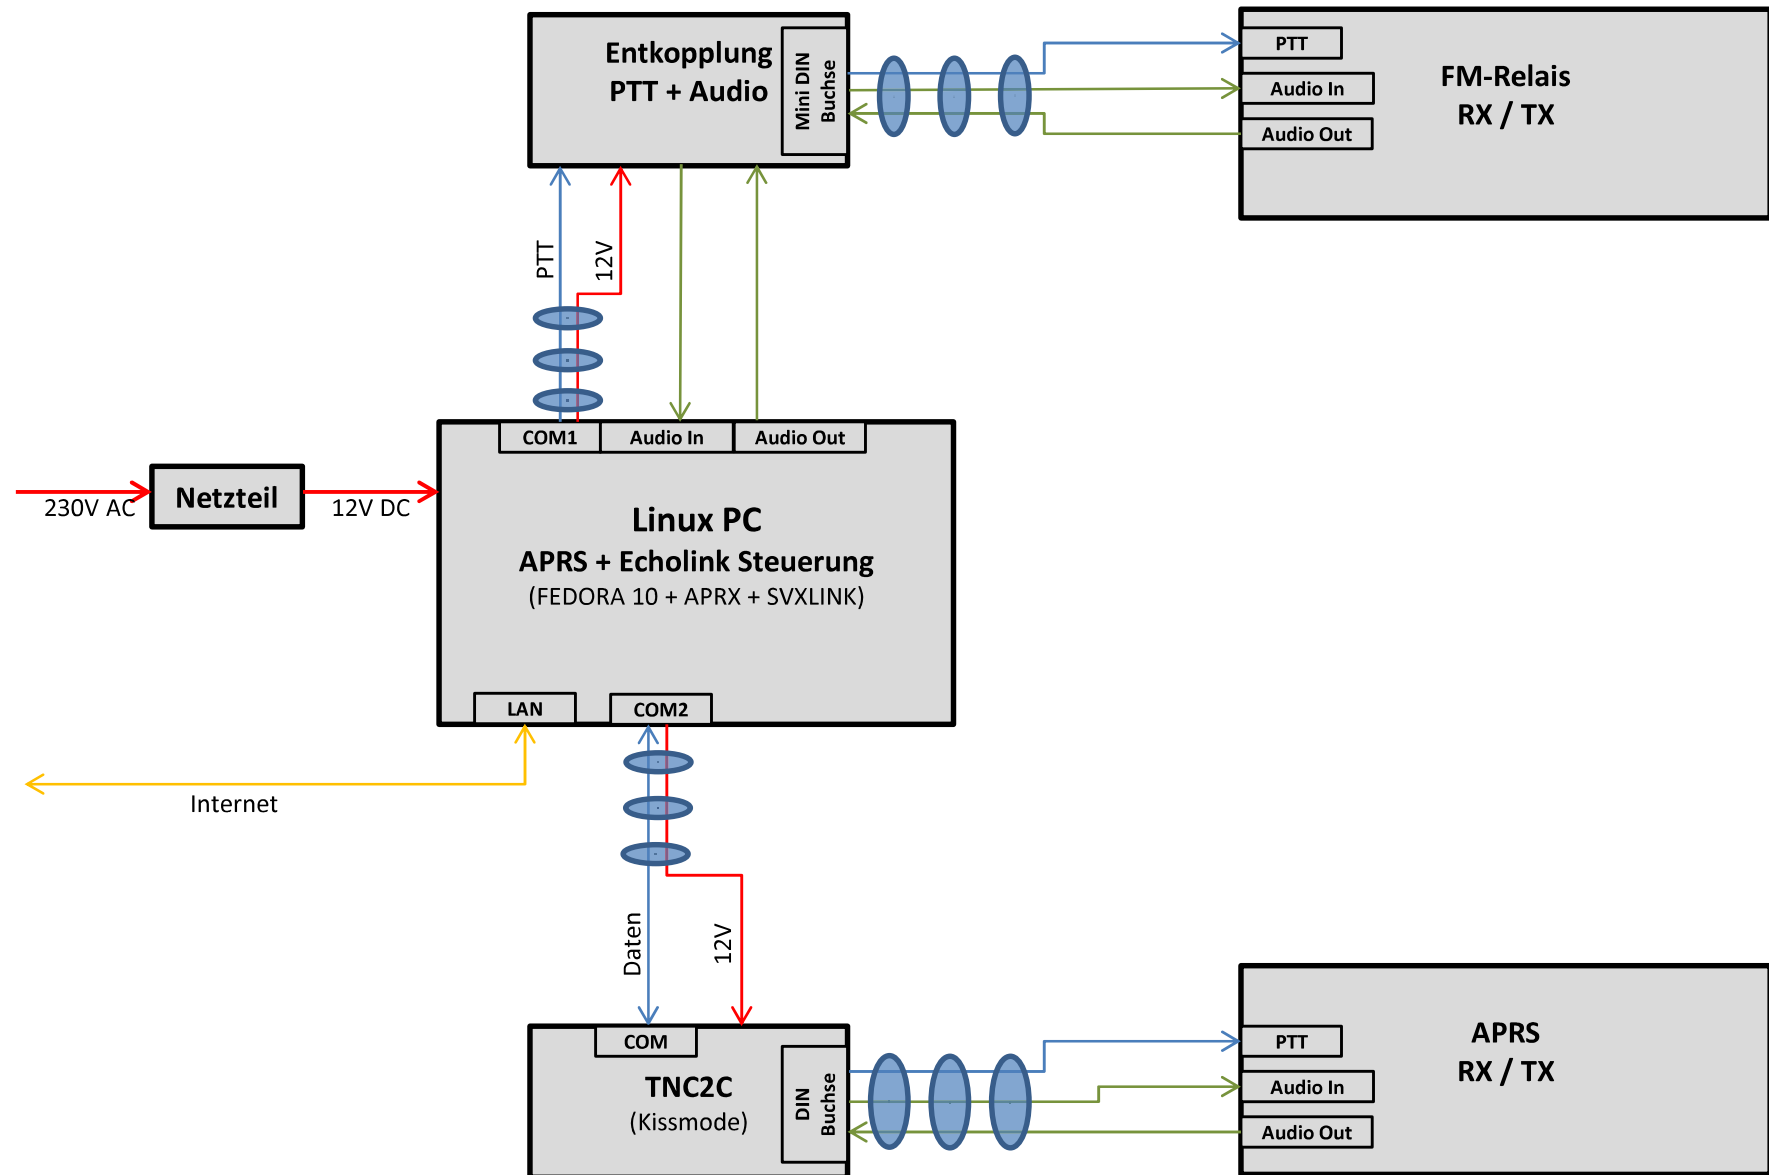 Entkopplung
PTT + Audio
Mini DIN
Buchse
PTT
Audio In
Audio Out
FM-Relais
RX / TX
PTT
12V
COM1
Audio In
Audio Out
230V AC
Netzteil
12V DC
Linux PC
APRS + Echolink Steuerung
(FEDORA 10 + APRX + SVXLINK)
LAN
COM2
Internet
Daten
12V
COM
TNC2C
(Kissmode)
DIN
Buchse
PTT
Audio In
Audio Out
APRS
RX / TX